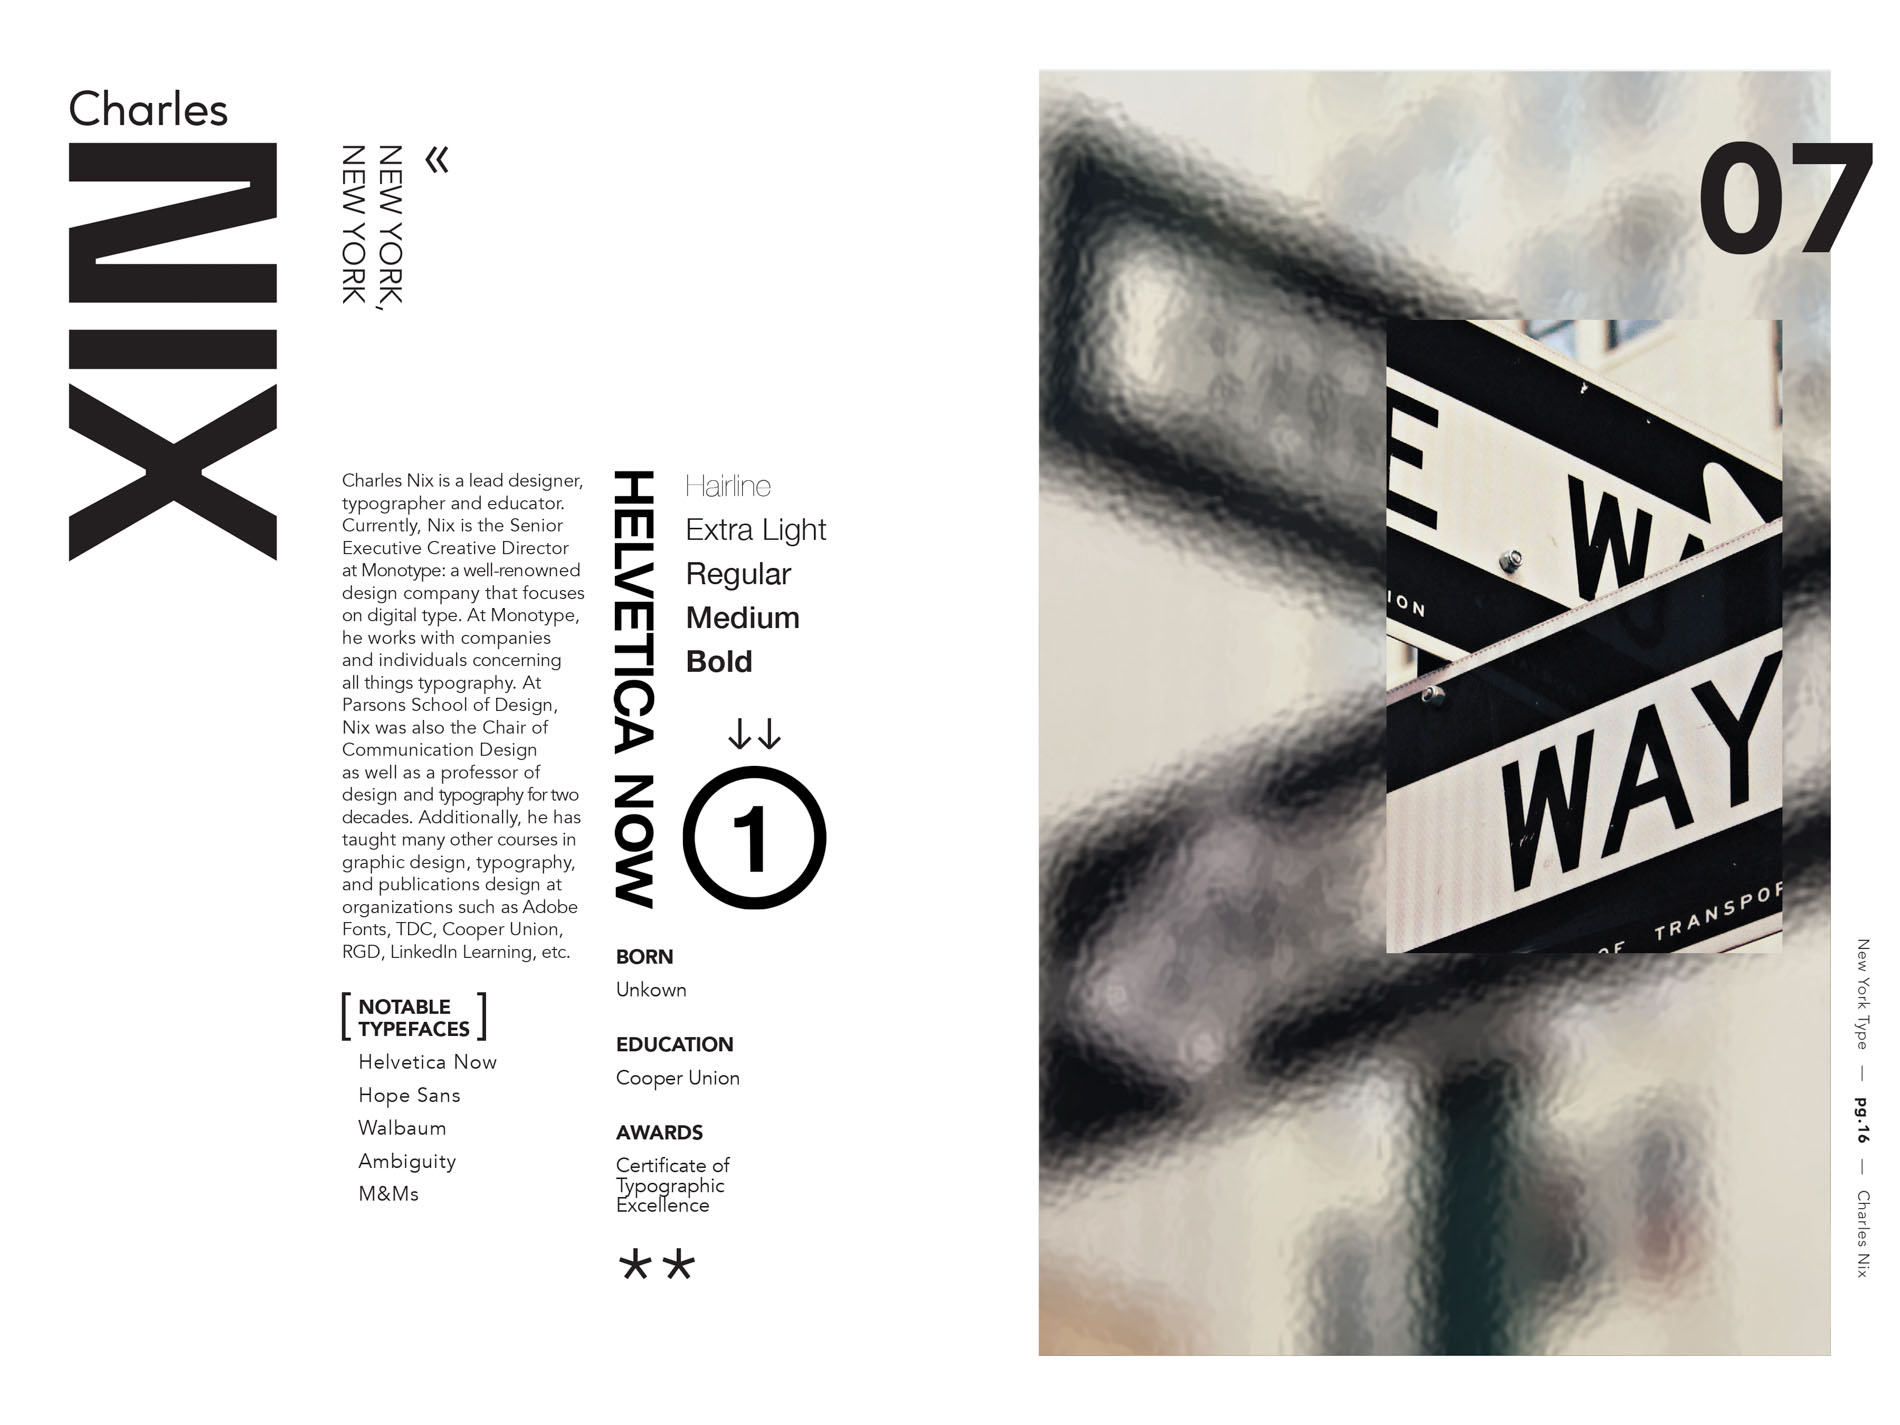 Charles
NIX
NEW YORK,
NEW YORK
«
Charles Nix is a lead designer,
typographer and educator.
Currently, Nix is the Senior
Executive Creative Director
at Monotype: a well-renowned
design company that focuses
on digital type. At Monotype,
he works with companies
and individuals concerning
all things typography. At
Parsons School of Design,
Nix was also the Chair of
Communication Design
as well as a professor of
design and typography for two
decades. Additionally, he has
taught many other courses in
graphic design, typography,
and publications design at
organizations such as Adobe
Fonts, TDC, Cooper Union,
RGD, LinkedIn Learning, etc.
[NOTABLE
TYPEFACES]
Helvetica Now
Hope Sans
Walbaum
Ambiguity
M&Ms
HELVETICA NOW
Hairline
Extra Light
Regular
Medium
Bold
↓↓
1
BORN
Unkown
EDUCATION
Cooper Union
AWARDS
Certificate of
Typographic
Excellence
**
07
E W
ION
WAY
OF TRANSPOR
New York Type — pg.16 — Charles Nix